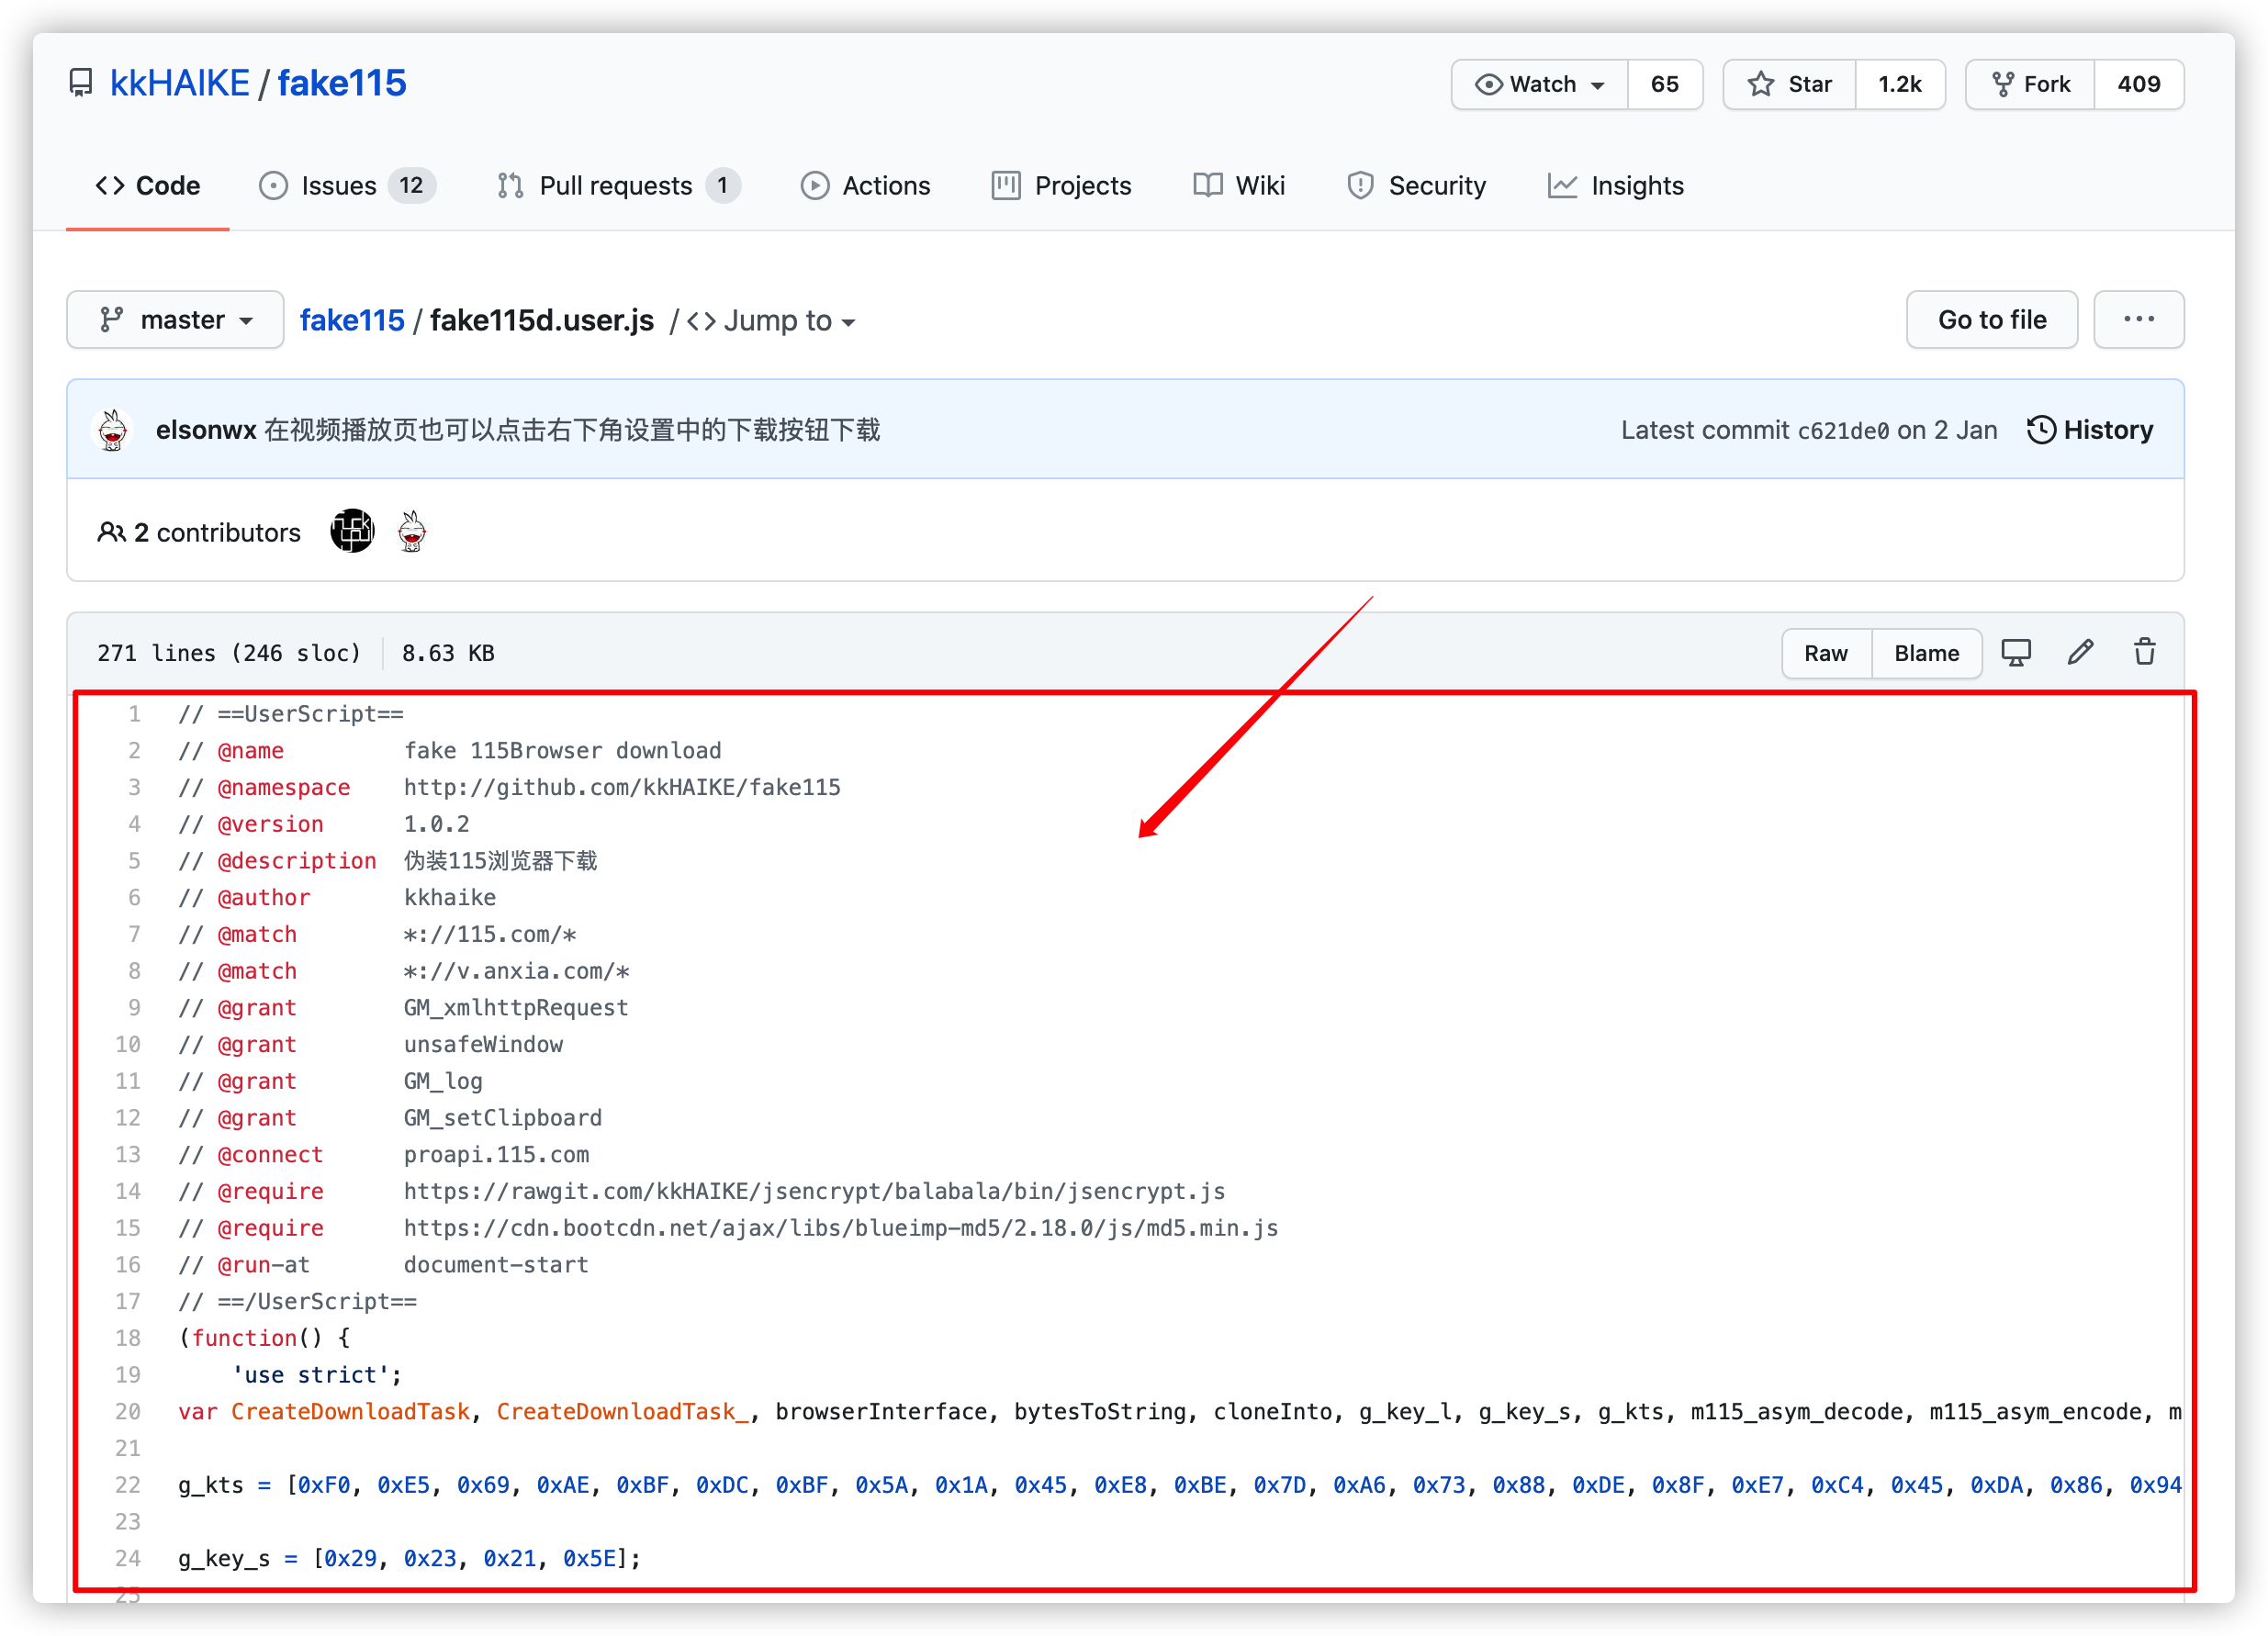 kkHAIKE / fake115
Watch 65 Star 1.2k Fork 409
Code Issues 12 Pull requests 1 Actions Projects Wiki Security Insights
master fake115 / fake115d.user.js / <> Jump to Go to file ...
elsonwx 在视频播放页也可以点击右下角设置中的下载按钮下载 Latest commit c621de0 on 2 Jan History
2 contributors
271 lines (246 sloc) 8.63 KB Raw Blame
1 // ==UserScript==
2 // @name fake 115Browser download
3 // @namespace http://github.com/kkHAIKE/fake115
4 // @version 1.0.2
5 // @description 伪装115浏览器下载
6 // @author kkhaike
7 // @match *://115.com/*
8 // @match *://v.anxia.com/*
9 // @grant GM_xmlhttpRequest
10 // @grant unsafeWindow
11 // @grant GM_log
12 // @grant GM_setClipboard
13 // @connect proapi.115.com
14 // @require https://rawgit.com/kkHAIKE/jsencrypt/balabala/bin/jsencrypt.js
15 // @require https://cdn.bootcdn.net/ajax/libs/blueimp-md5/2.18.0/js/md5.min.js
16 // @run-at document-start
17 // ==/UserScript==
18 (function() {
19 'use strict';
20 var CreateDownloadTask, CreateDownloadTask_, browserInterface, bytesToString, cloneInto, g_key_l, g_key_s, g_kts, m115_asym_decode, m115_asym_encode, m
21
22 g_kts = [0xF0, 0xE5, 0x69, 0xAE, 0xBF, 0xDC, 0xBF, 0x5A, 0x1A, 0x45, 0xE8, 0xBE, 0x7D, 0xA6, 0x73, 0x88, 0xDE, 0x8F, 0xE7, 0xC4, 0x45, 0xDA, 0x86, 0x94
23
24 g_key_s = [0x29, 0x23, 0x21, 0x5E];
25